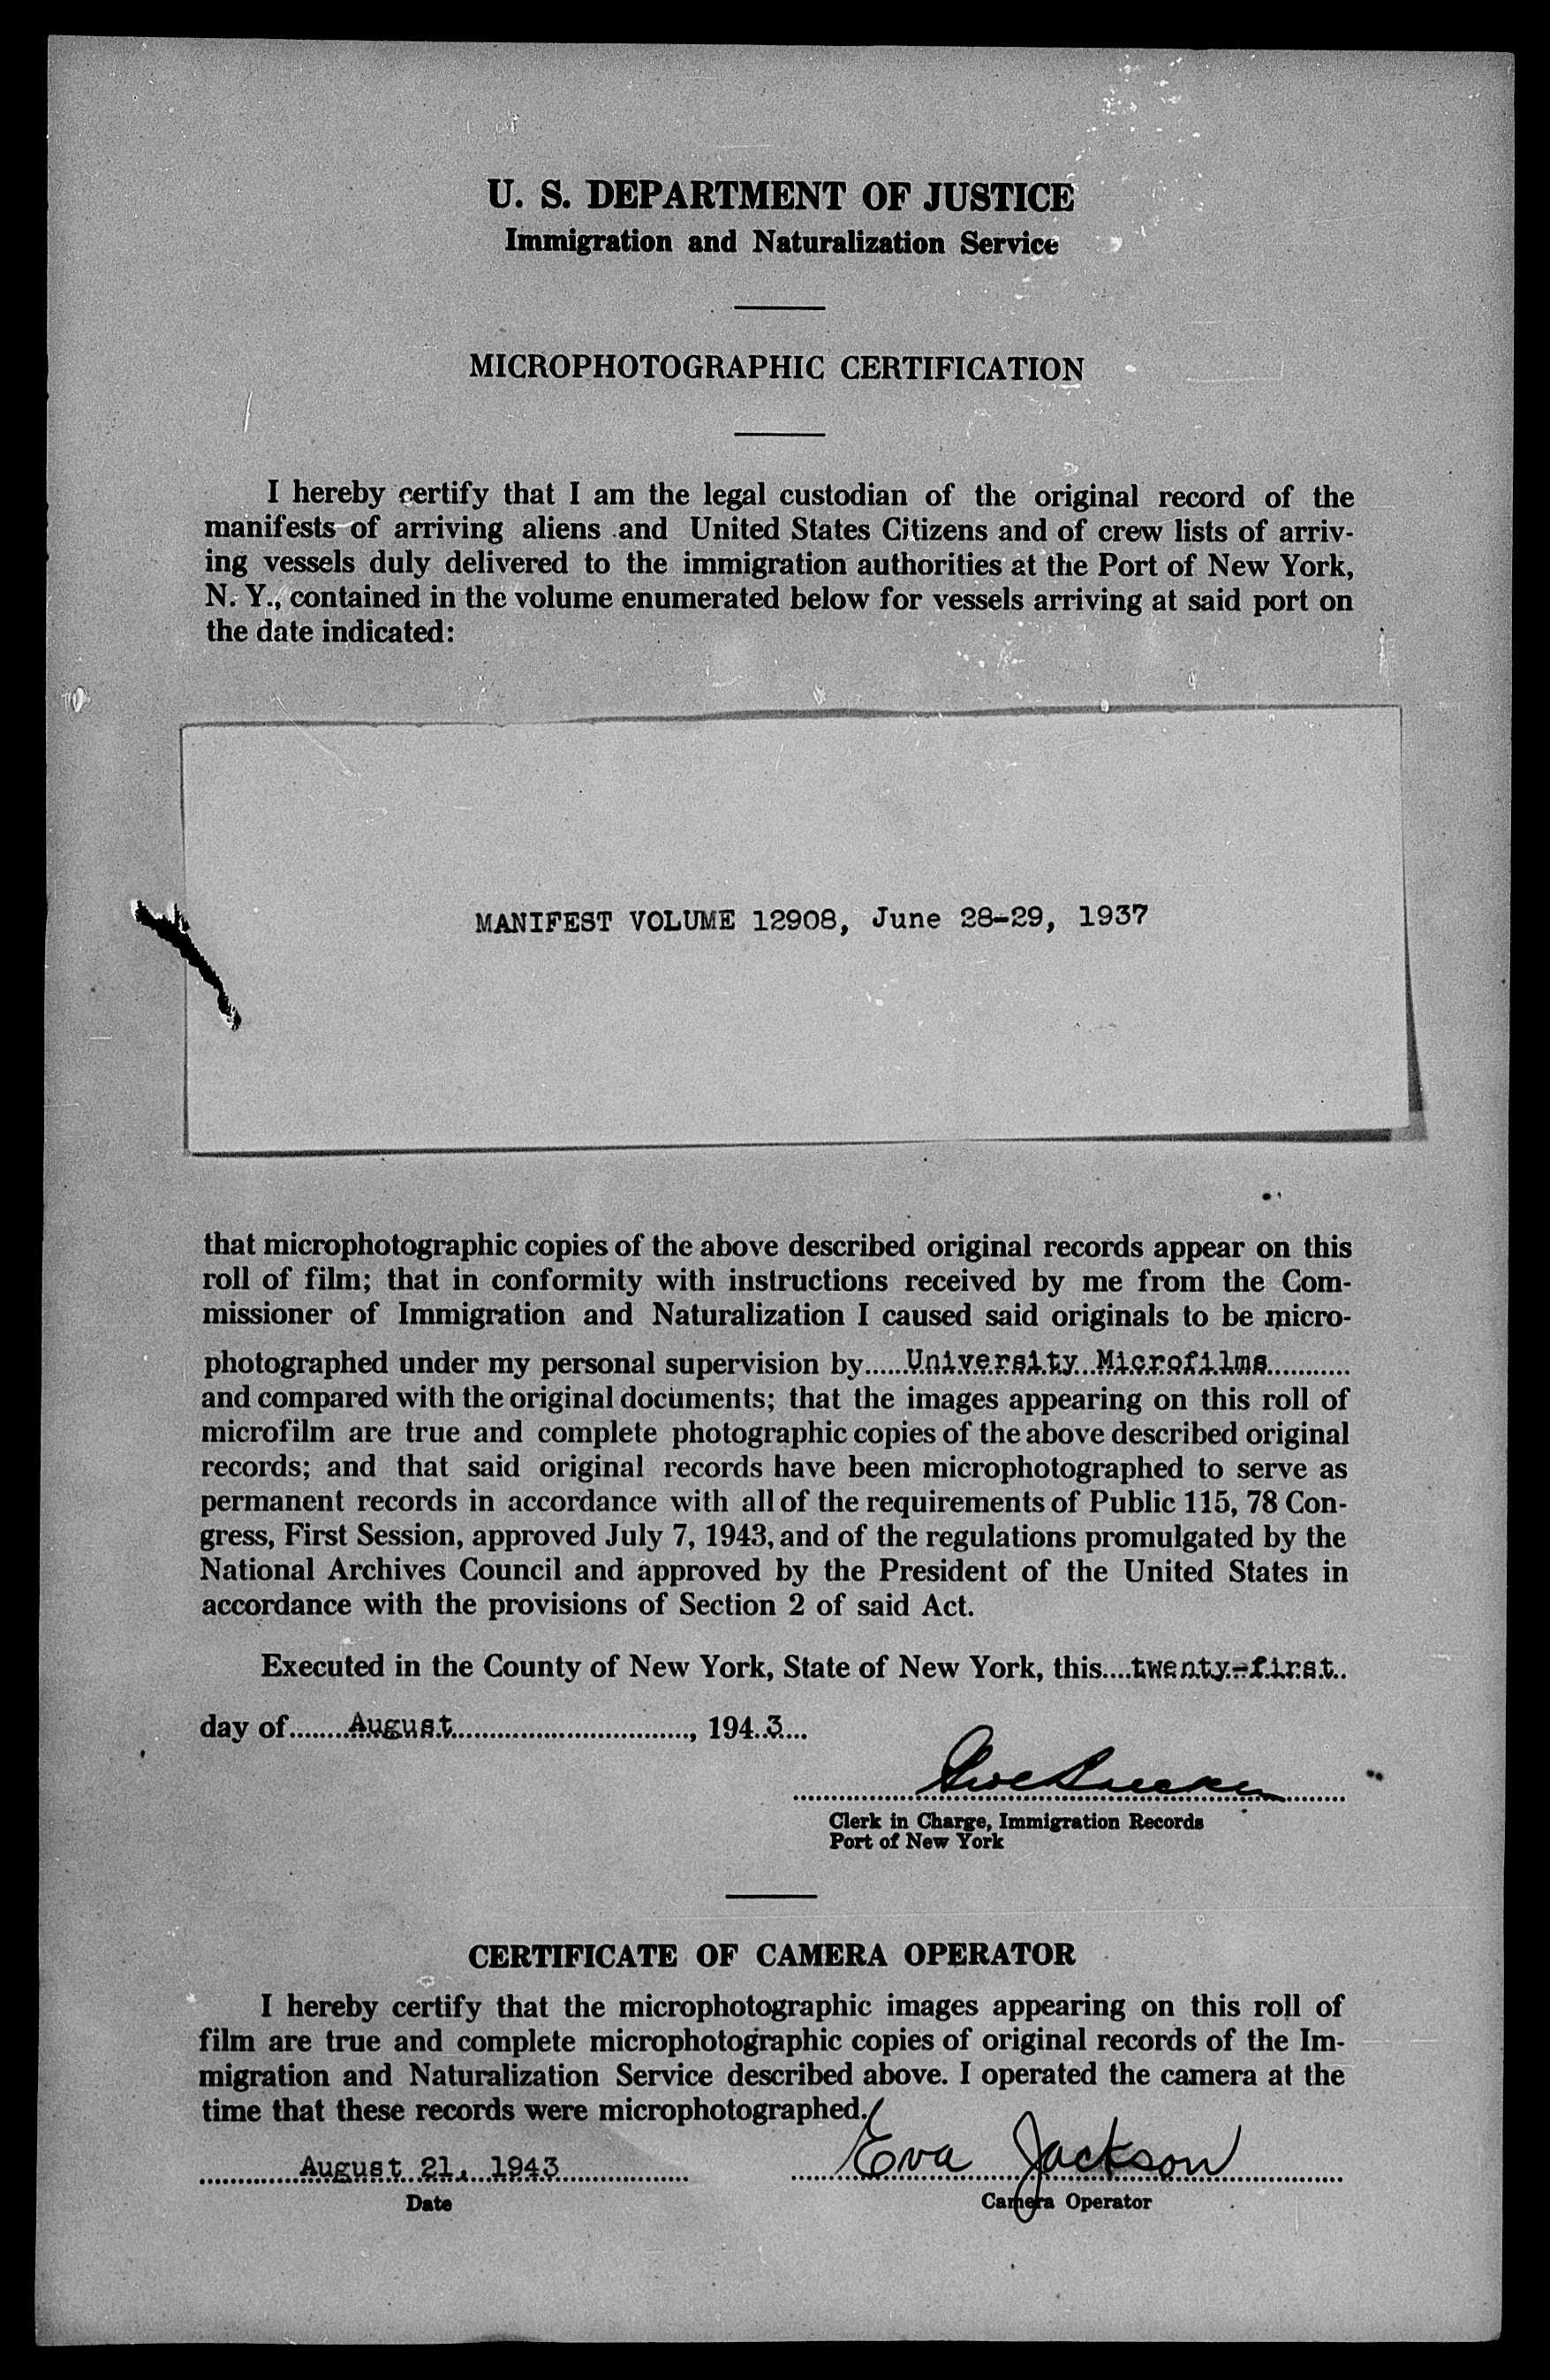 U. S. DEPARTMENT OF JUSTICE
Immigration and Naturalization Service
MICROPHOTOGRAPHIC CERTIFICATION
I hereby certify that I am the legal custodian of the original record of the
manifests of arriving aliens and United States Citizens and of crew lists of arriv-
ing vessels duly delivered to the immigration authorities at the Port of New York,
N. Y., contained in the volume enumerated below for vessels arriving at said port on
the date indicated:
MANIFEST VOLUME 12908, June 28-29, 1937
that microphotographic copies of the above described original records appear on this
roll of film; that in conformity with instructions received by me from the Com-
missioner of Immigration and Naturalization I caused said originals to be micro-
photographed under my personal supervision by.....University Microfilms...........
and compared with the original documents; that the images appearing on this roll of
microfilm are true and complete photographic copies of the above described original
records; and that said original records have been microphotographed to serve as
permanent records in accordance with all of the requirements of Public 115, 78 Con-
gress, First Session, approved July 7, 1943, and of the regulations promulgated by the
National Archives Council and approved by the President of the United States in
accordance with the provisions of Section 2 of said Act.
Executed in the County of New York, State of New York, this....twenty-first..
day of........August..............................., 194..3....
Clerk in Charge, Immigration Records
Port of New York
CERTIFICATE OF CAMERA OPERATOR
I hereby certify that the microphotographic images appearing on this roll of
film are true and complete microphotographic copies of original records of the Im-
migration and Naturalization Service described above. I operated the camera at the
time that these records were microphotographed.
August 21, 1943 Eva Jackson
Date Camera Operator